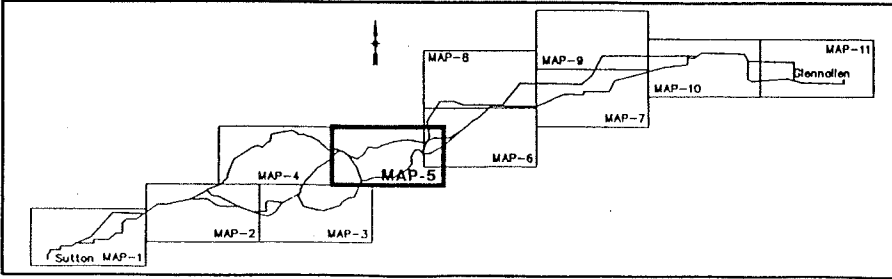 MAP-11
MAP-8
MAP-9
Glennallen
MAP-10
MAP-7
MAP-6
MAP-5
MAP-4
MAP-2
MAP-3
Sutton MAP-1